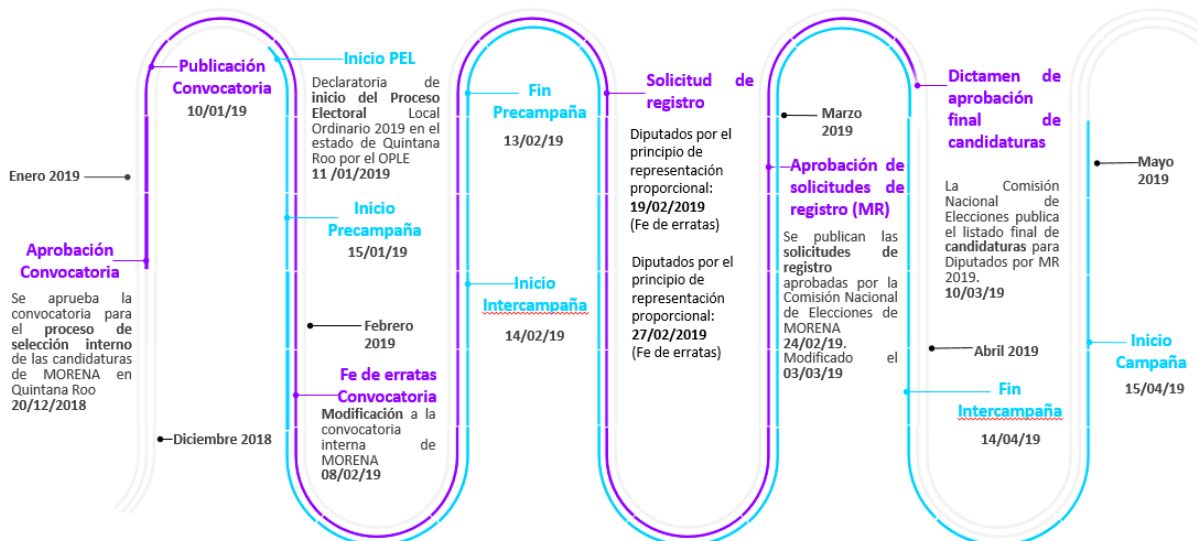 Enero 2019
Aprobación
Convocatoria
Se aprueba la
convocatoria para
el proceso de
selección interno
de las candidaturas
de MORENA en
Quintana Roo
20/12/2018
Diciembre 2018
Publicación
Convocatoria
10/01/19
Inicio PEL
Declaratoria de
inicio del Proceso
Electoral Local
Ordinario 2019 en el
estado de Quintana
Roo por el OPLE
11 /01/2019
Inicio
Precampaña
15/01/19
Febrero
2019
Fe de erratas
Convocatoria
Modificación a la
convocatoria
interna de
MORENA
08/02/19
Fin
Precampaña
13/02/19
Inicio
Intercampaña
14/02/19
Solicitud de
registro
Diputados por el
principio de
representación
proporcional:
19/02/2019
(Fe de erratas)
Diputados por el
principio de
representación
proporcional:
27/02/2019
(Fe de erratas)
Marzo
2019
Aprobación de
solicitudes de
registro (MR)
Se publican las
solicitudes de
registro
aprobadas por la
Comisión Nacional
de Elecciones de
MORENA
24/02/19.
Modificado el
03/03/19
Dictamen de
aprobación
final de
candidaturas
La Comisión
Nacional de
Elecciones publica
el listado final de
candidaturas para
Diputados por MR
2019.
10/03/19
Abril 2019
Fin
Intercampaña
14/04/19
Mayo
2019
Inicio
Campaña
15/04/19